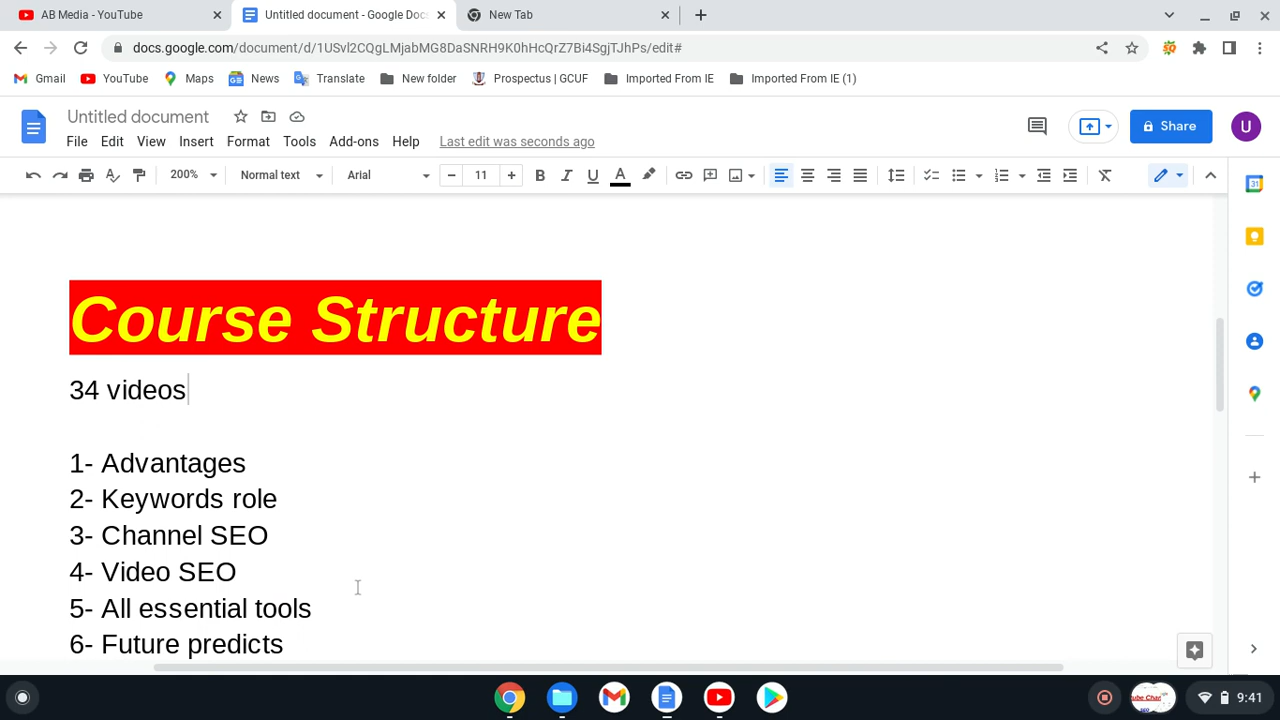 AB Media - YouTube
Untitled document - Google Docs
New Tab
docs.google.com/document/d/1USvl2CQgLMjabMG8DaSNRH9K0hHcQrZ7Bi4SgjTJhPs/edit#
Gmail YouTube Maps News Translate New folder Prospectus | GCUF Imported From IE Imported From IE (1)
Untitled document
File Edit View Insert Format Tools Add-ons Help Last edit was seconds ago
Share
U
200% Normal text Arial 11
Course Structure
34 videos
1- Advantages
2- Keywords role
3- Channel SEO
4- Video SEO
5- All essential tools
6- Future predicts
9:41